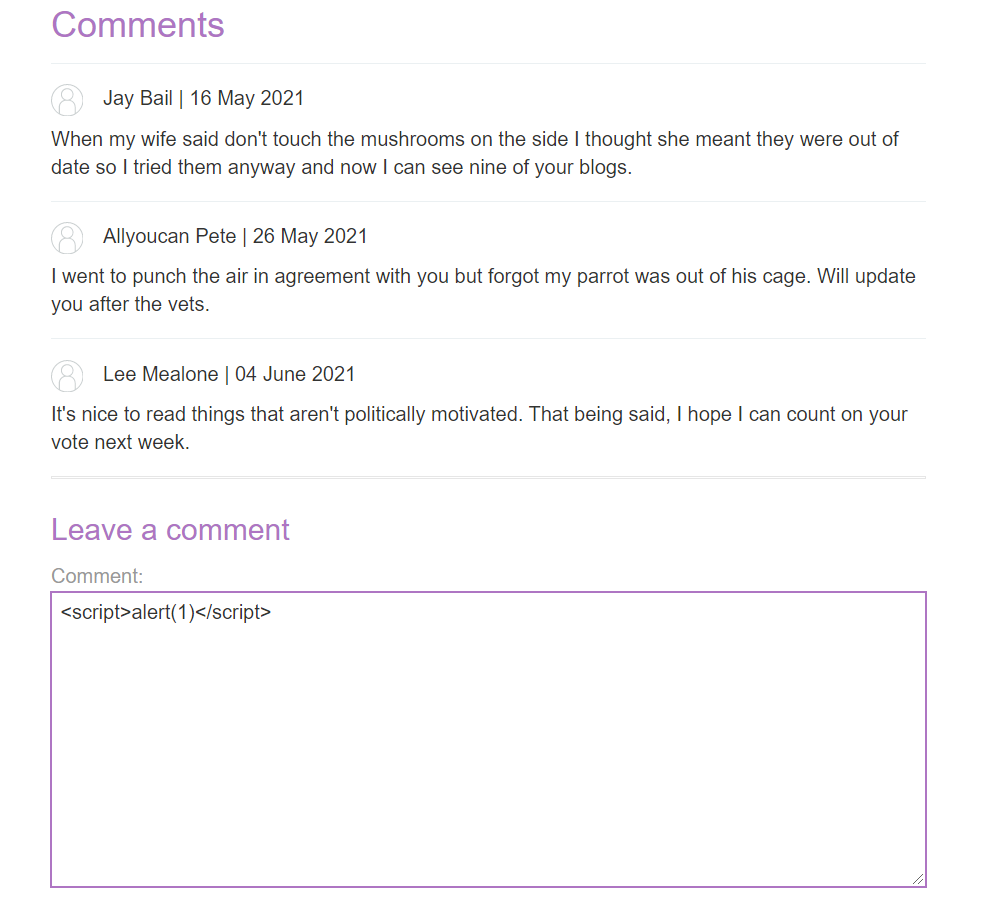 Comments
Jay Bail | 16 May 2021
When my wife said don't touch the mushrooms on the side I thought she meant they were out of
date so I tried them anyway and now I can see nine of your blogs.
Allyoucan Pete | 26 May 2021
I went to punch the air in agreement with you but forgot my parrot was out of his cage. Will update
you after the vets.
Lee Mealone | 04 June 2021
It's nice to read things that aren't politically motivated. That being said, I hope I can count on your
vote next week.
Leave a comment
Comment:
<script>alert(1)</script>